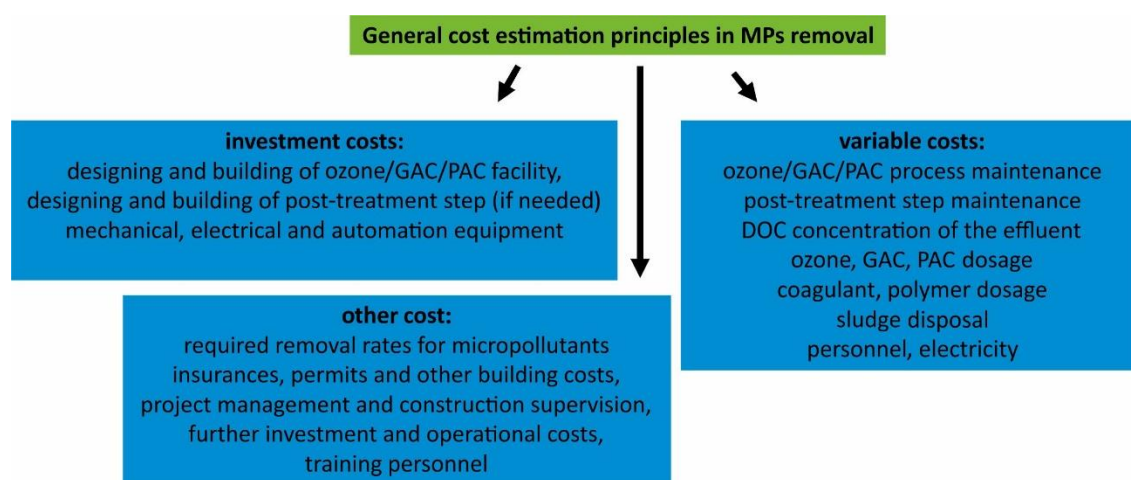 General cost estimation principles in MPs removal
investment costs:
designing and building of ozone/GAC/PAC facility,
designing and building of post-treatment step (if needed)
mechanical, electrical and automation equipment
variable costs:
ozone/GAC/PAC process maintenance
post-treatment step maintenance
DOC concentration of the effluent
ozone, GAC, PAC dosage
coagulant, polymer dosage
sludge disposal
personnel, electricity
other cost:
required removal rates for micropollutants
insurances, permits and other building costs,
project management and construction supervision,
further investment and operational costs,
training personnel